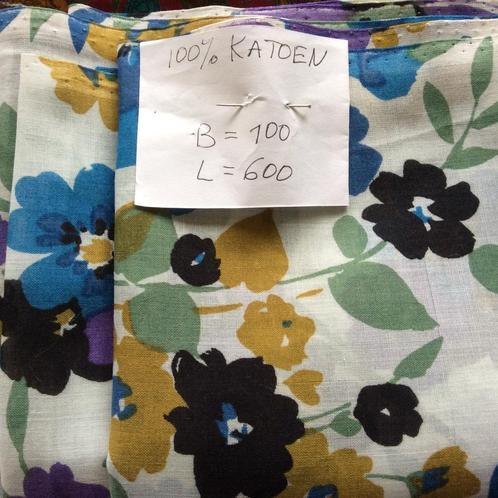 100% KATOEN
B = 100
L = 600